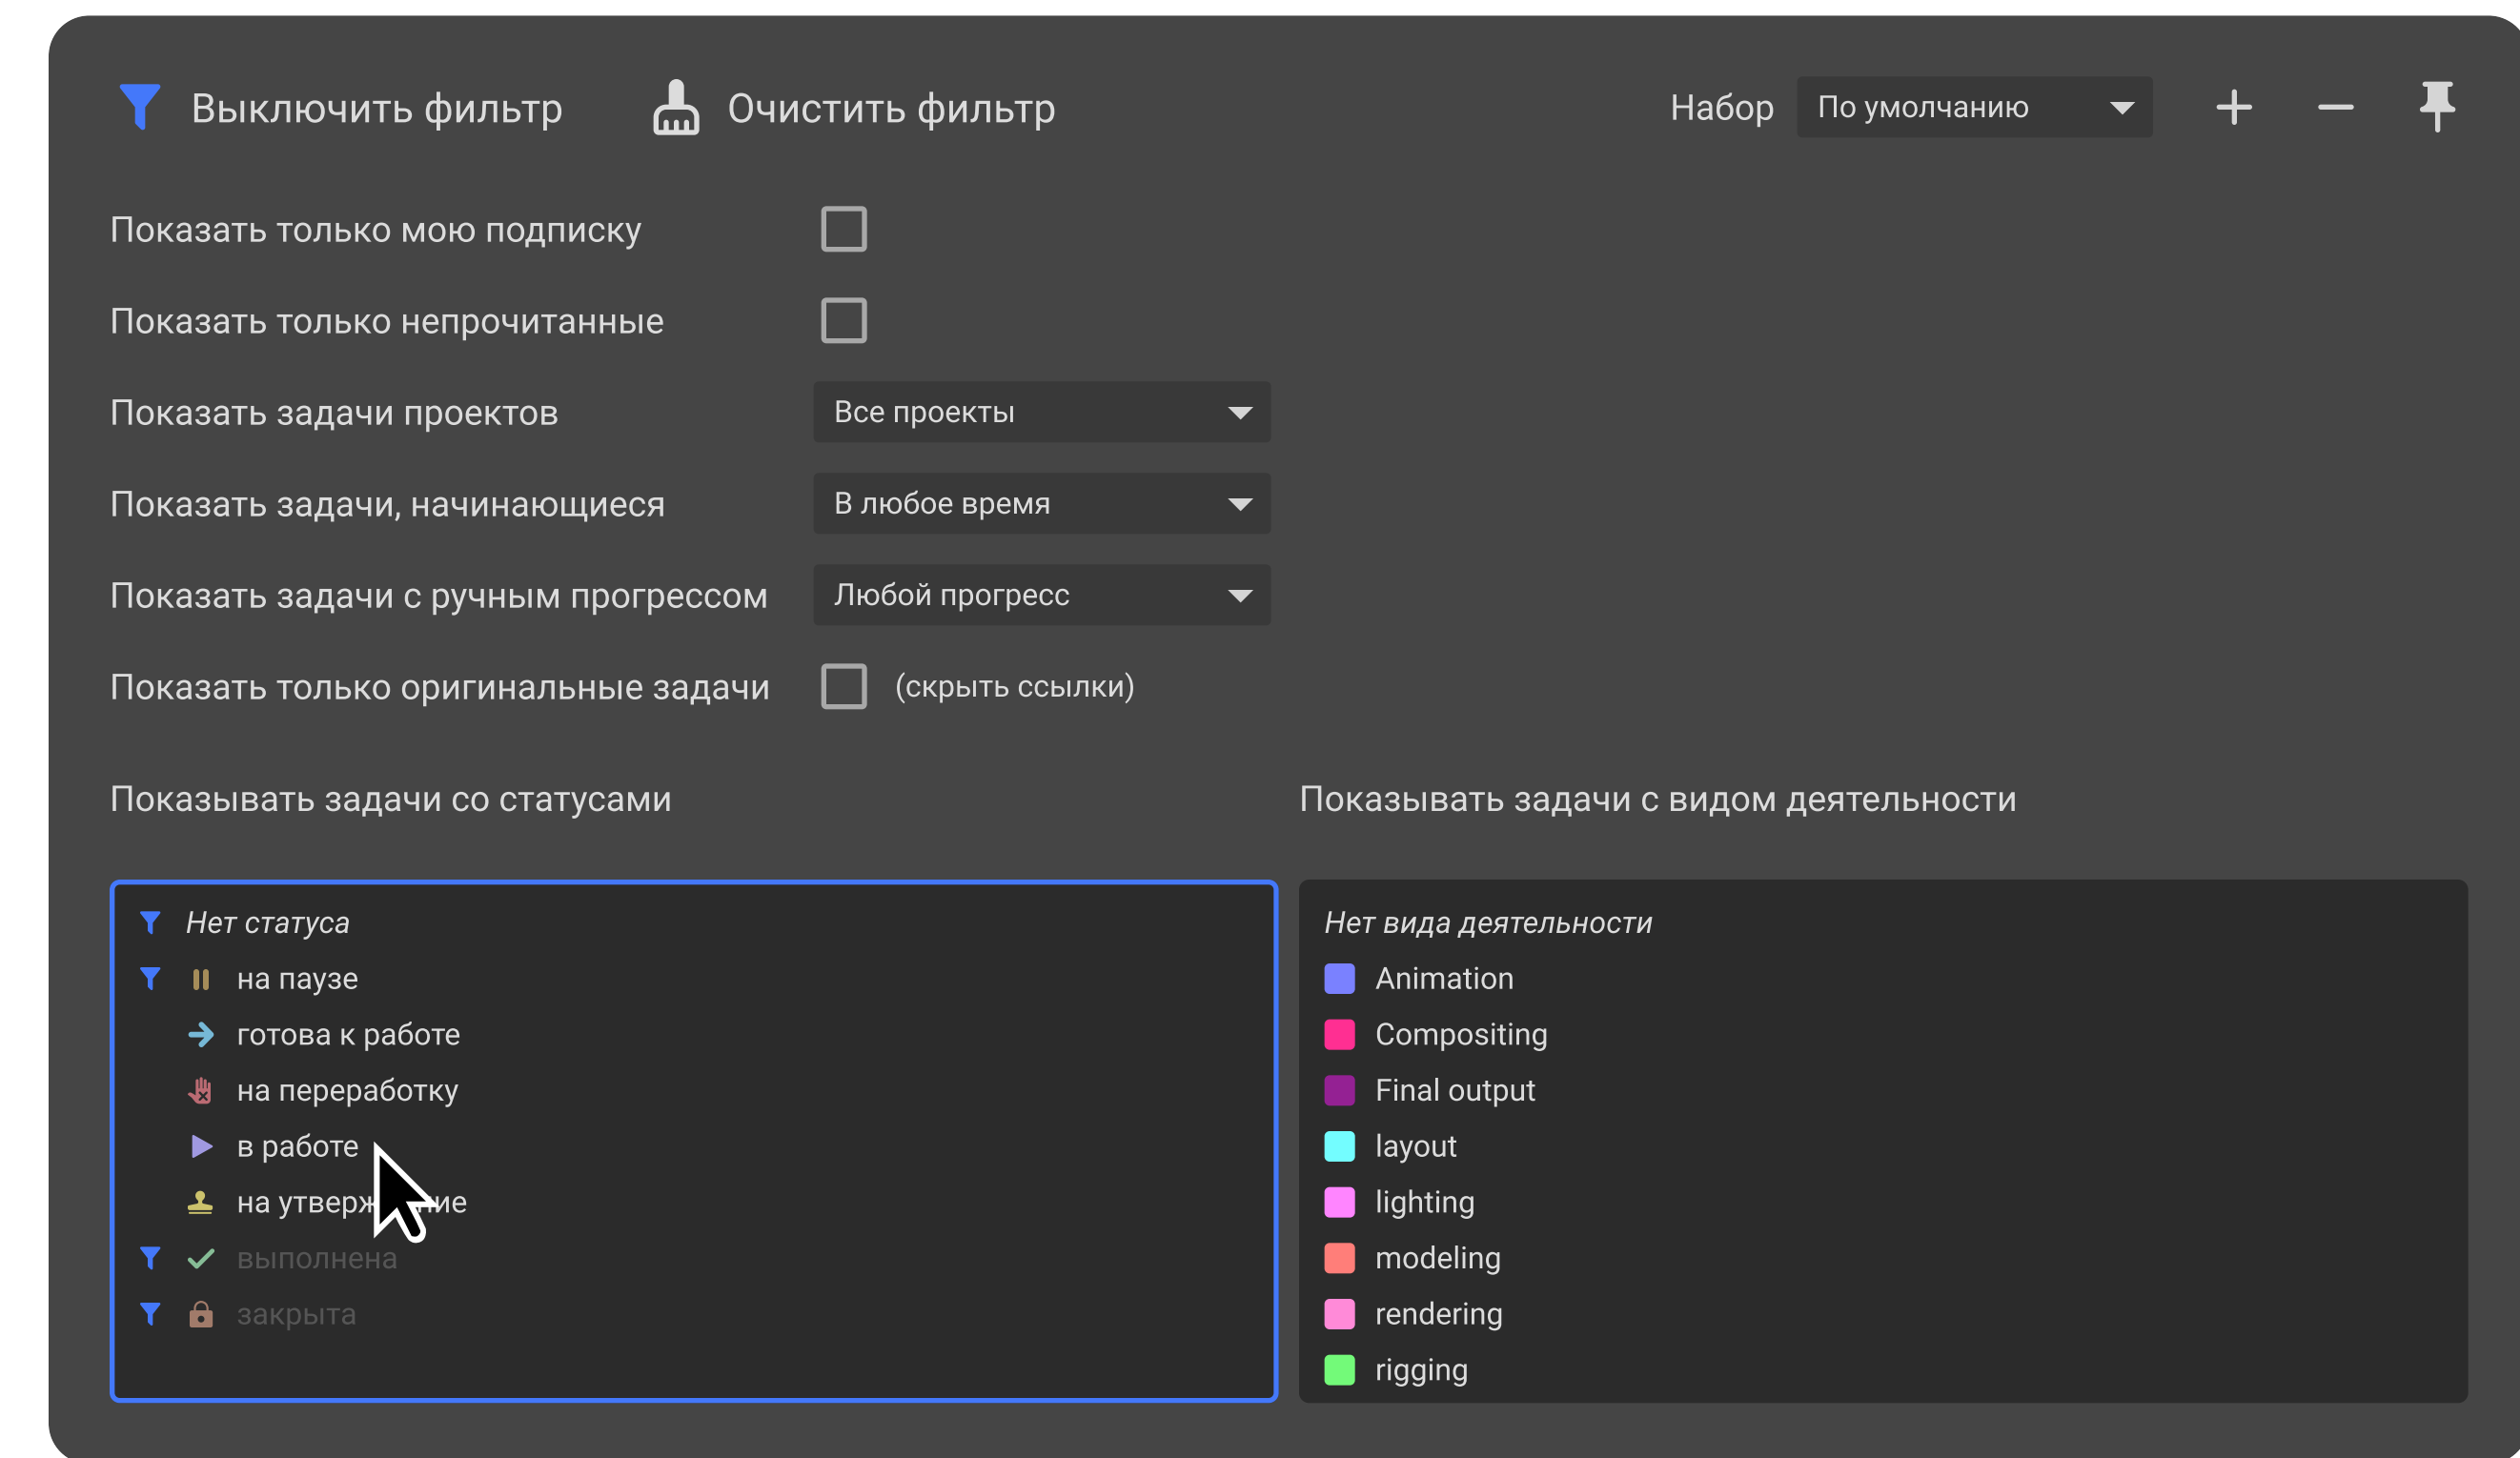 Выключить фильтр Очистить фильтр Набор По умолчанию
Показать только мою подписку
Показать только непрочитанные
Показать задачи проектов Все проекты
Показать задачи, начинающиеся В любое время
Показать задачи с ручным прогрессом Любой прогресс
Показать только оригинальные задачи (скрыть ссылки)
Показывать задачи со статусами
Нет статуса
на паузе
готова к работе
на переработку
в работе
на
выполнена
закрыта
Показывать задачи с видом деятельности
Нет вида деятельности
Animation
Compositing
Final output
layout
lighting
modeling
rendering
rigging